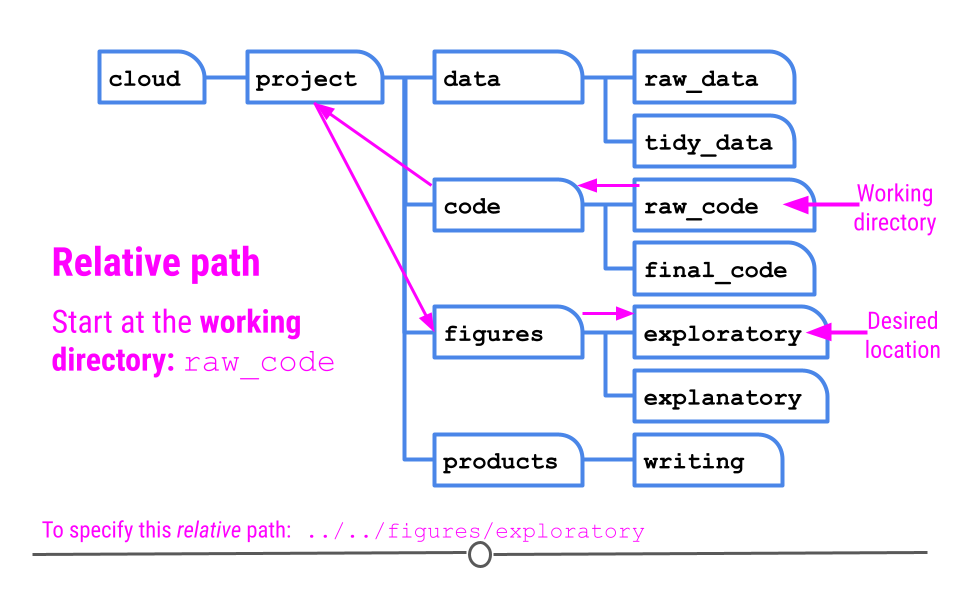 cloud
project
data
raw_data
tidy_data
code
raw_code
Working
directory
final_code
Relative path
Start at the working
directory: raw_code
figures
exploratory
Desired
location
explanatory
products
writing
To specify this relative path: ../../figures/exploratory